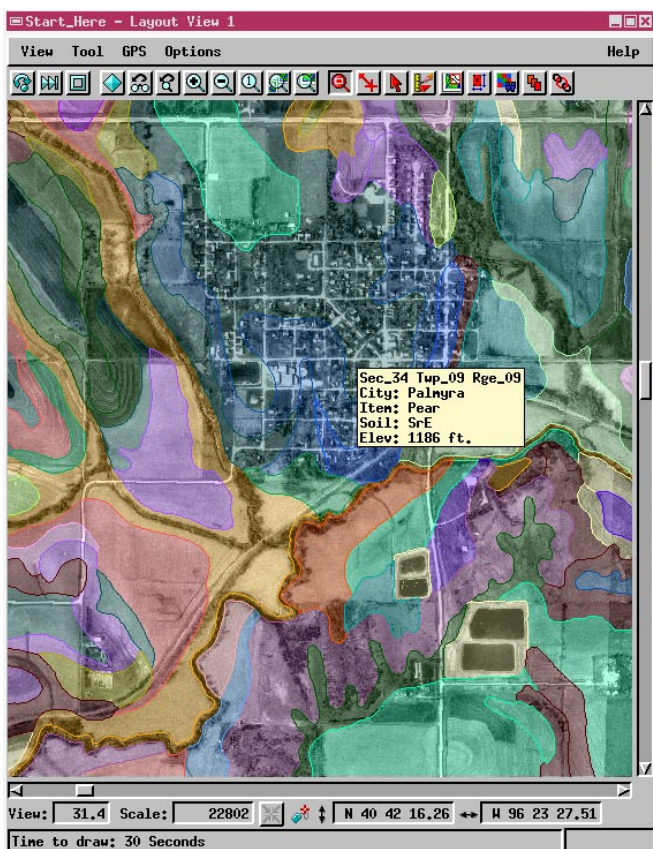 Start_Here - Layout View 1
View Tool GPS Options Help
1
Sec_34 Twp_09 Rge_09
City: Palmyra
Item: Pear
Soil: SrE
Elev: 1186 ft.
View: 31.4 Scale: 22802 N 40 42 16.26 W 96 23 27.51
Time to draw: 30 Seconds